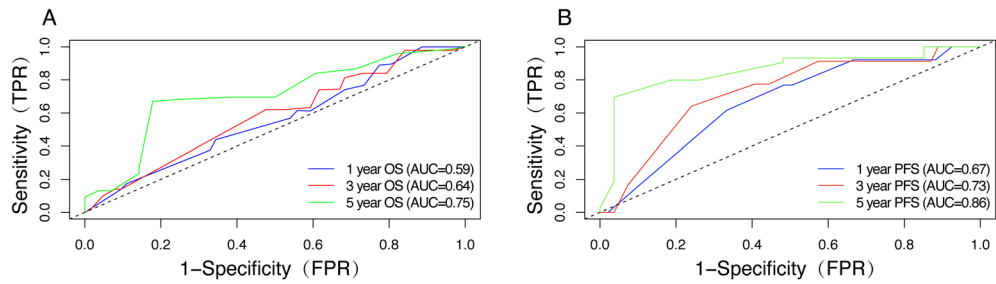 A
Sensitivity（TPR）
1.0
0.8
0.6
0.4
0.2
0.0
0.0 0.2 0.4 0.6 0.8 1.0
1−Specificity（FPR）
1 year OS (AUC=0.59)
3 year OS (AUC=0.64)
5 year OS (AUC=0.75)
B
Sensitivity（TPR）
1.0
0.8
0.6
0.4
0.2
0.0
0.0 0.2 0.4 0.6 0.8 1.0
1−Specificity（FPR）
1 year PFS (AUC=0.67)
3 year PFS (AUC=0.73)
5 year PFS (AUC=0.86)